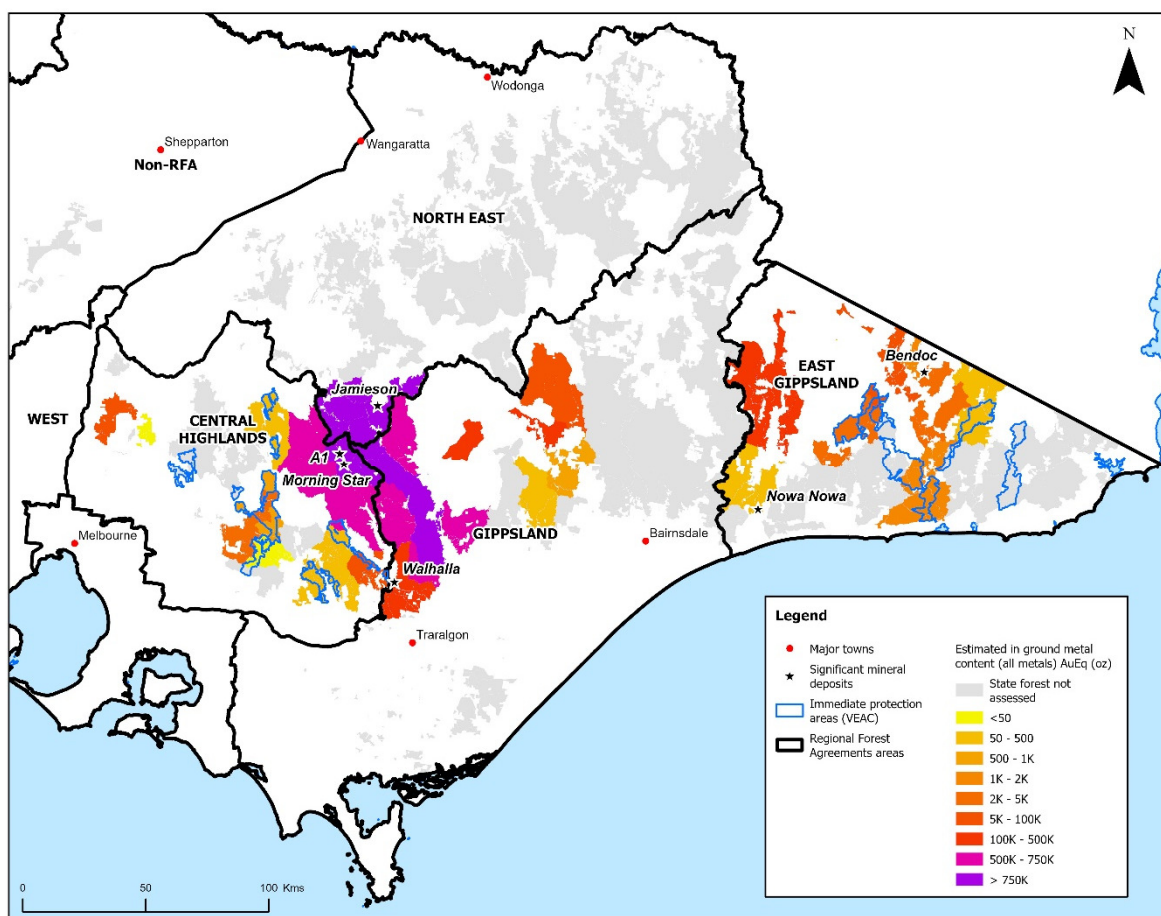 N
Wodonga
Shepparton
Wangaratta
Non-RFA
NORTH EAST
Bendoc
EAST
GIPPSLAND
Jamieson
WEST
CENTRAL
HIGHLANDS
A1
Morning Star
Nowa Nowa
GIPPSLAND
Melbourne
Bairnsdale
Walhalla
Traralgon
Legend
Major towns
Significant mineral
deposits
Immediate protection
areas (VEAC)
Regional Forest
Agreements areas
Estimated in ground metal
content (all metals) AuEq (oz)
State forest not
assessed
<50
50 - 500
500 - 1K
1K - 2K
2K - 5K
5K - 100K
100K - 500K
500K - 750K
> 750K
0 50 100 Kms